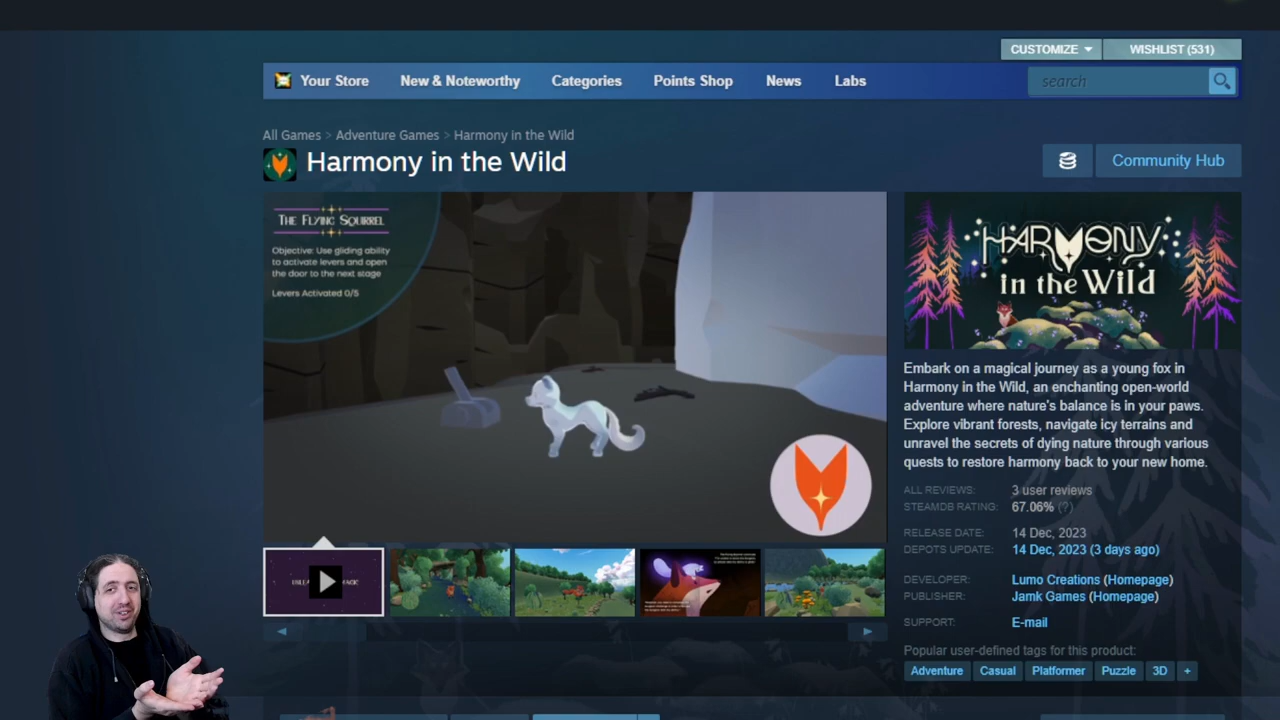 CUSTOMIZE
WISHLIST (531)
Your Store
New & Noteworthy
Categories
Points Shop
News
Labs
search
All Games > Adventure Games > Harmony in the Wild
Harmony in the Wild
Community Hub
THE FLYING SQUIRREL
Objective: Use gliding ability
to activate levers and open
the door to the next stage
Levers Activated 0/5
HARMONY
in the Wild
Embark on a magical journey as a young fox in
Harmony in the Wild, an enchanting open-world
adventure where nature's balance is in your paws.
Explore vibrant forests, navigate icy terrains and
unravel the secrets of dying nature through various
quests to restore harmony back to your new home.
ALL REVIEWS: 3 user reviews
STEAMDB RATING: 67.06% (?)
RELEASE DATE: 14 Dec, 2023
DEPOTS UPDATE: 14 Dec, 2023 (3 days ago)
DEVELOPER: Lumo Creations (Homepage)
PUBLISHER: Jamk Games (Homepage)
SUPPORT: E-mail
Popular user-defined tags for this product:
Adventure
Casual
Platformer
Puzzle
3D
+